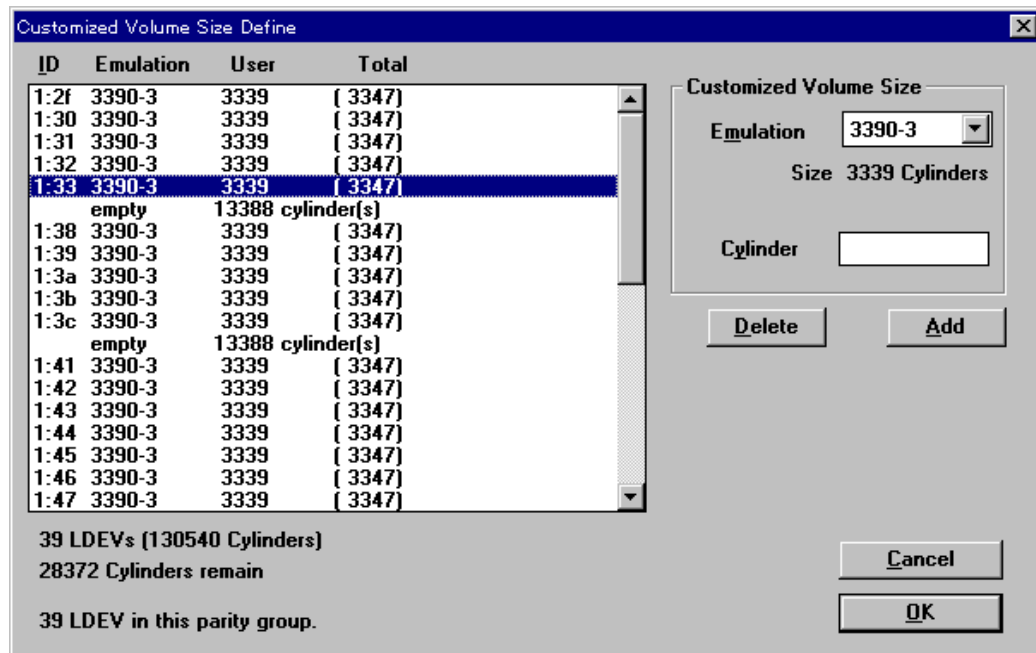 Customized Volume Size Define
ID Emulation User Total
1:2f 3390-3 3339 ( 3347)
1:30 3390-3 3339 ( 3347)
1:31 3390-3 3339 ( 3347)
1:32 3390-3 3339 ( 3347)
1:33 3390-3 3339 ( 3347)
empty 13388 cylinder(s)
1:38 3390-3 3339 ( 3347)
1:39 3390-3 3339 ( 3347)
1:3a 3390-3 3339 ( 3347)
1:3b 3390-3 3339 ( 3347)
1:3c 3390-3 3339 ( 3347)
empty 13388 cylinder(s)
1:41 3390-3 3339 ( 3347)
1:42 3390-3 3339 ( 3347)
1:43 3390-3 3339 ( 3347)
1:44 3390-3 3339 ( 3347)
1:45 3390-3 3339 ( 3347)
1:46 3390-3 3339 ( 3347)
1:47 3390-3 3339 ( 3347)
39 LDEVs (130540 Cylinders)
28372 Cylinders remain
39 LDEV in this parity group.
Customized Volume Size
Emulation 3390-3
Size 3339 Cylinders
Cylinder
Delete Add
Cancel
OK